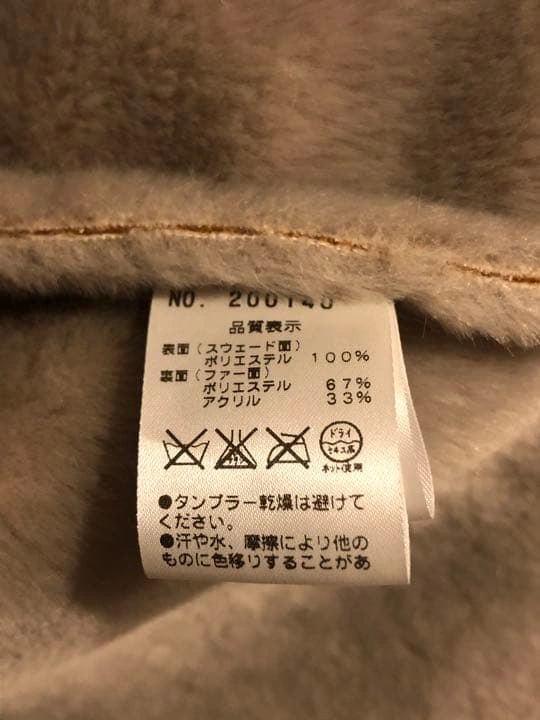 NO. 200140
品質表示
表面(スウェード面)
ポリエステル 100%
裏面(ファー面)
ポリエステル 67%
アクリル 33%
ドライ
セキユ系
ネット使用
●タンブラー乾燥は避けて
ください。
●汗や水、摩擦により他の
ものに色移りすることがあ